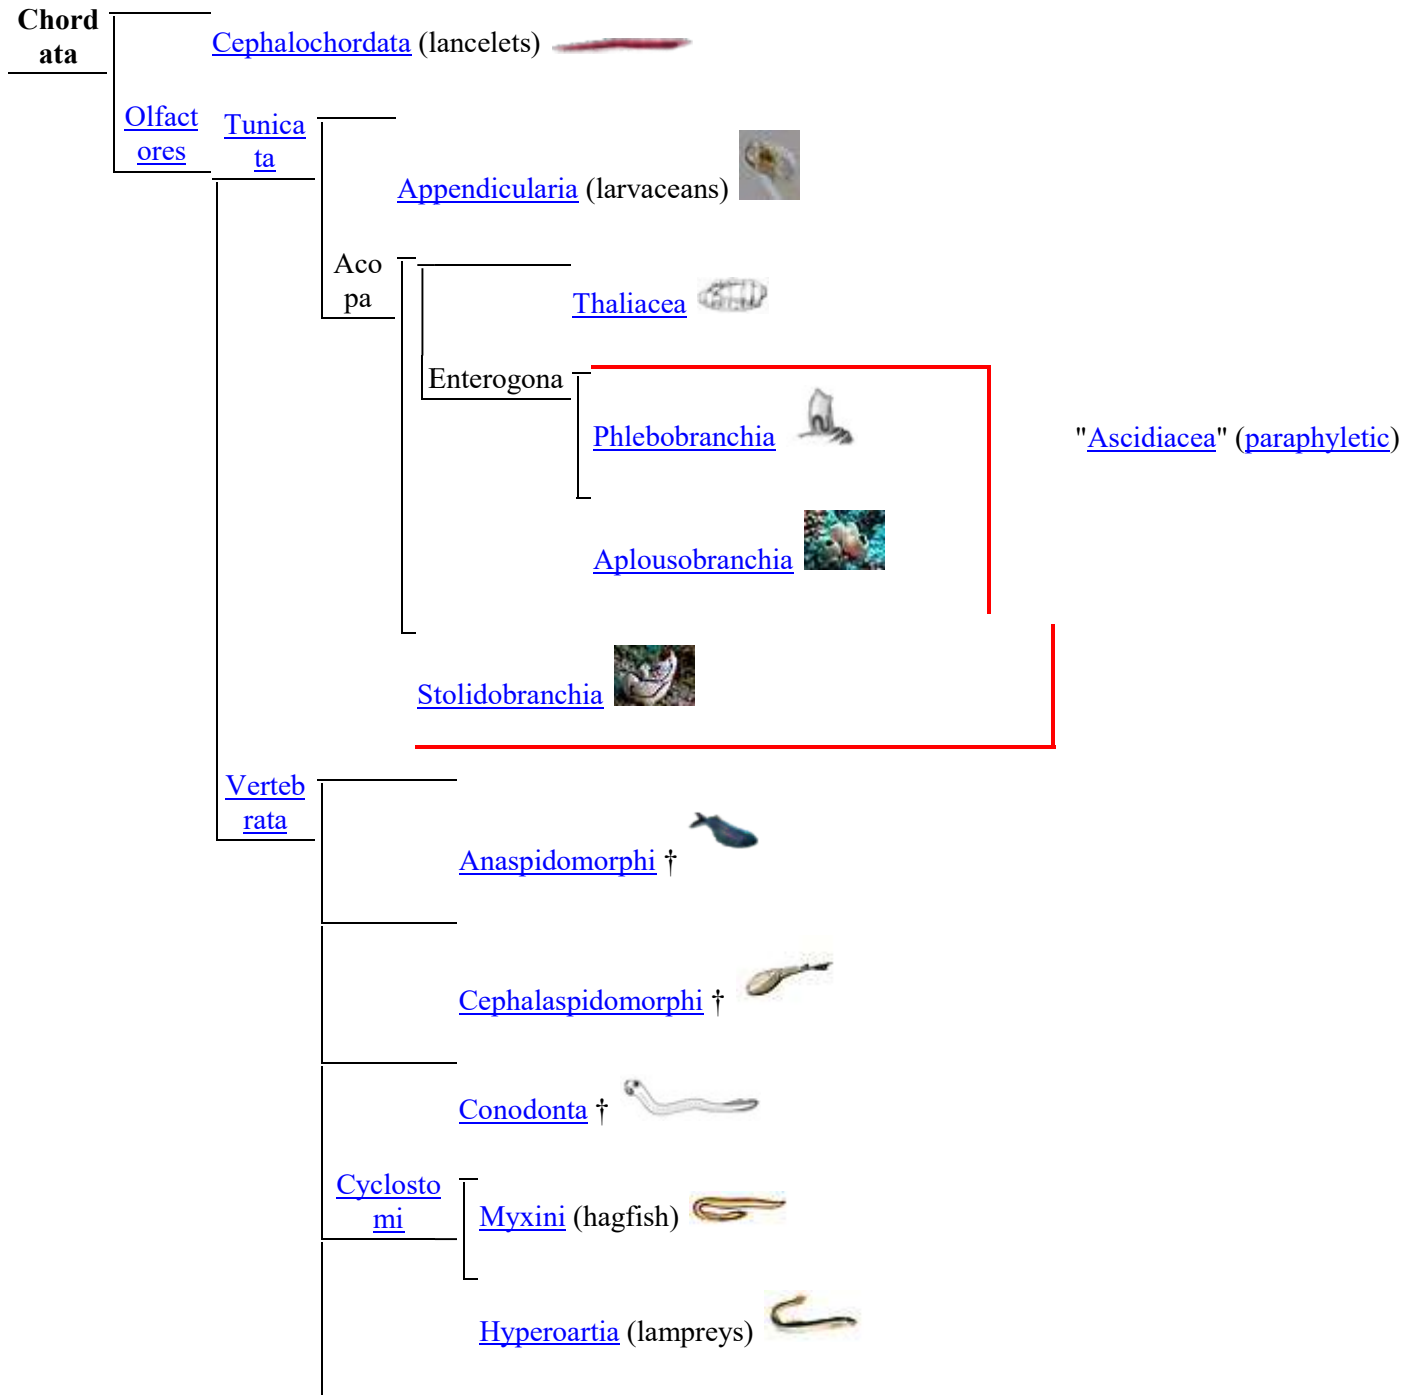 Chord
ata
Cephalochordata (lancelets)
Olfact
ores
Tunica
ta
Appendicularia (larvaceans)
Aco
pa
Thaliacea
Enterogona
Phlebobranchia
"Ascidiacea" (paraphyletic)
Aplousobranchia
Stolidobranchia
Verteb
rata
Anaspidomorphi †
Cephalaspidomorphi †
Conodonta †
Cyclosto
mi
Myxini (hagfish)
Hyperoartia (lampreys)